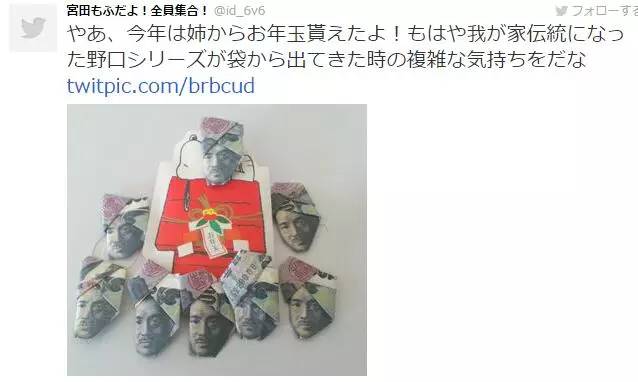 宮田もふだよ！全員集合！ @id_6v6
フォローする
やあ、今年は姉からお年玉貰えたよ！もはや我が家伝統になっ
た野口シリーズが袋から出てきた時の複雑な気持ちをだな
twitpic.com/brbcud